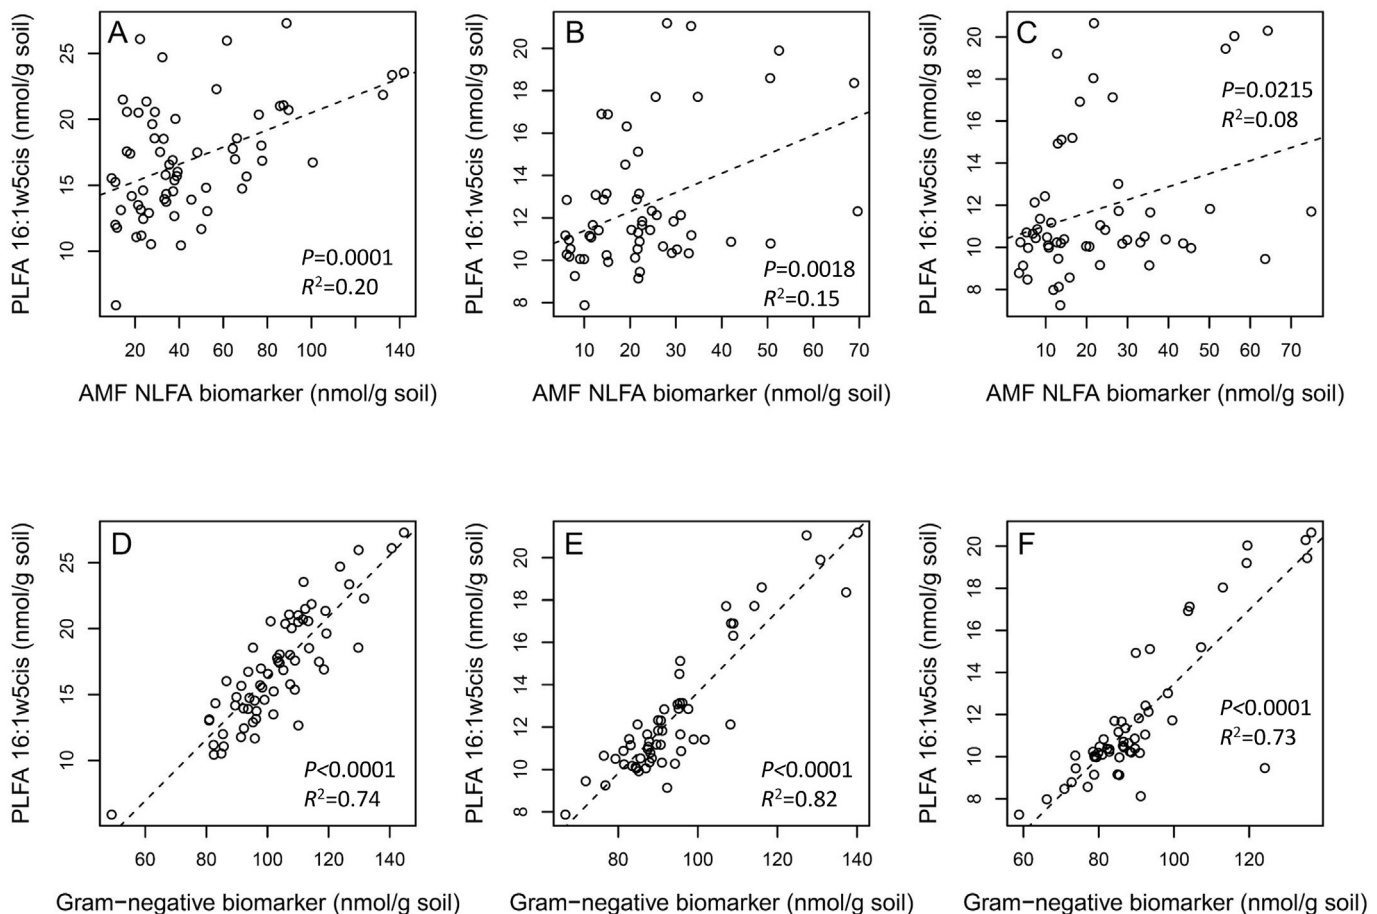 A
PLFA 16:1w5cis (nmol/g soil)
25
20
15
10
P=0.0001
R²=0.20
20 40 60 80 100 140
AMF NLFA biomarker (nmol/g soil)
B
PLFA 16:1w5cis (nmol/g soil)
20
18
16
14
12
10
8
P=0.0018
R²=0.15
10 20 30 40 50 60 70
AMF NLFA biomarker (nmol/g soil)
C
PLFA 16:1w5cis (nmol/g soil)
20
18
16
14
12
10
8
P=0.0215
R²=0.08
10 20 30 40 50 60 70
AMF NLFA biomarker (nmol/g soil)
D
PLFA 16:1w5cis (nmol/g soil)
25
20
15
10
P<0.0001
R²=0.74
60 80 100 120 140
Gram−negative biomarker (nmol/g soil)
E
PLFA 16:1w5cis (nmol/g soil)
20
18
16
14
12
10
8
P<0.0001
R²=0.82
80 100 120 140
Gram−negative biomarker (nmol/g soil)
F
PLFA 16:1w5cis (nmol/g soil)
20
18
16
14
12
10
8
P<0.0001
R²=0.73
60 80 100 120
Gram−negative biomarker (nmol/g soil)